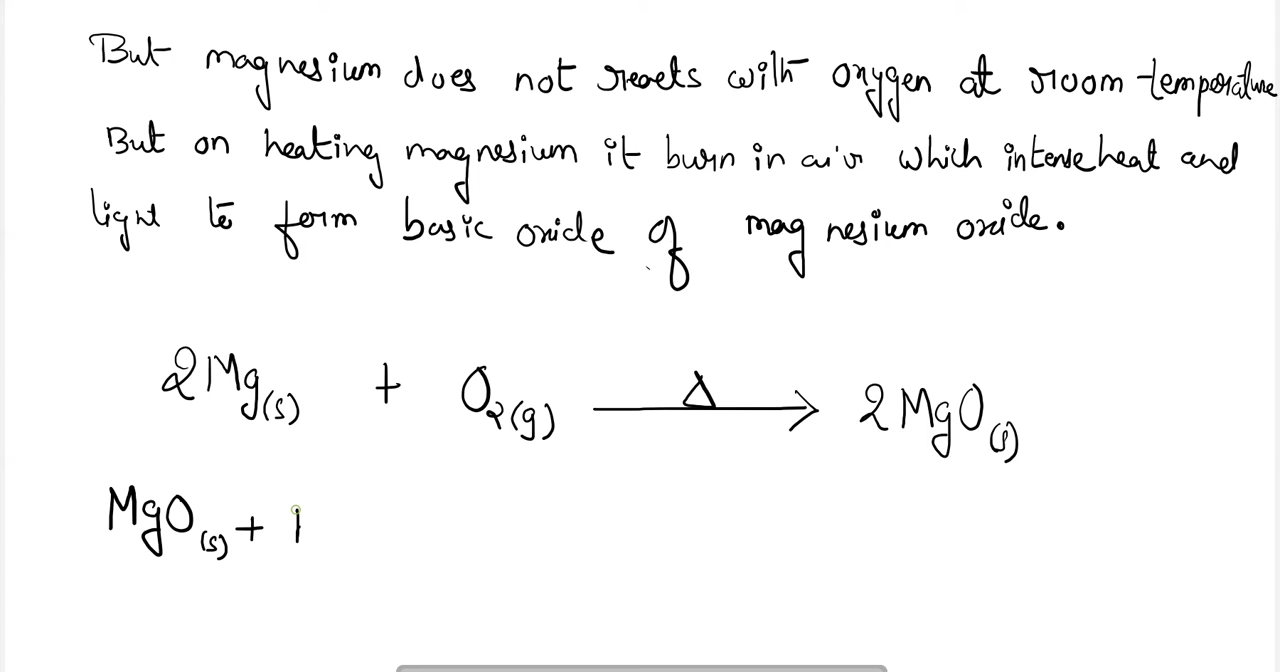 But magnesium does not reacts with oxygen at room temperature
But on heating magnesium it burn in air which intense heat and
light to form basic oxide of magnesium oxide.
2Mg(s) + O2(g) —Δ→ 2MgO(s)
MgO(s) +